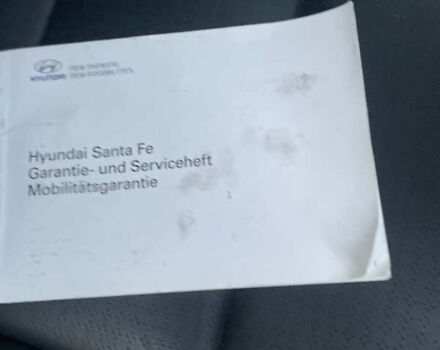 HYUNDAI
NEW THINKING.
NEW POSSIBILITIES.
Hyundai Santa Fe
Garantie- und Serviceheft
Mobilitätsgarantie